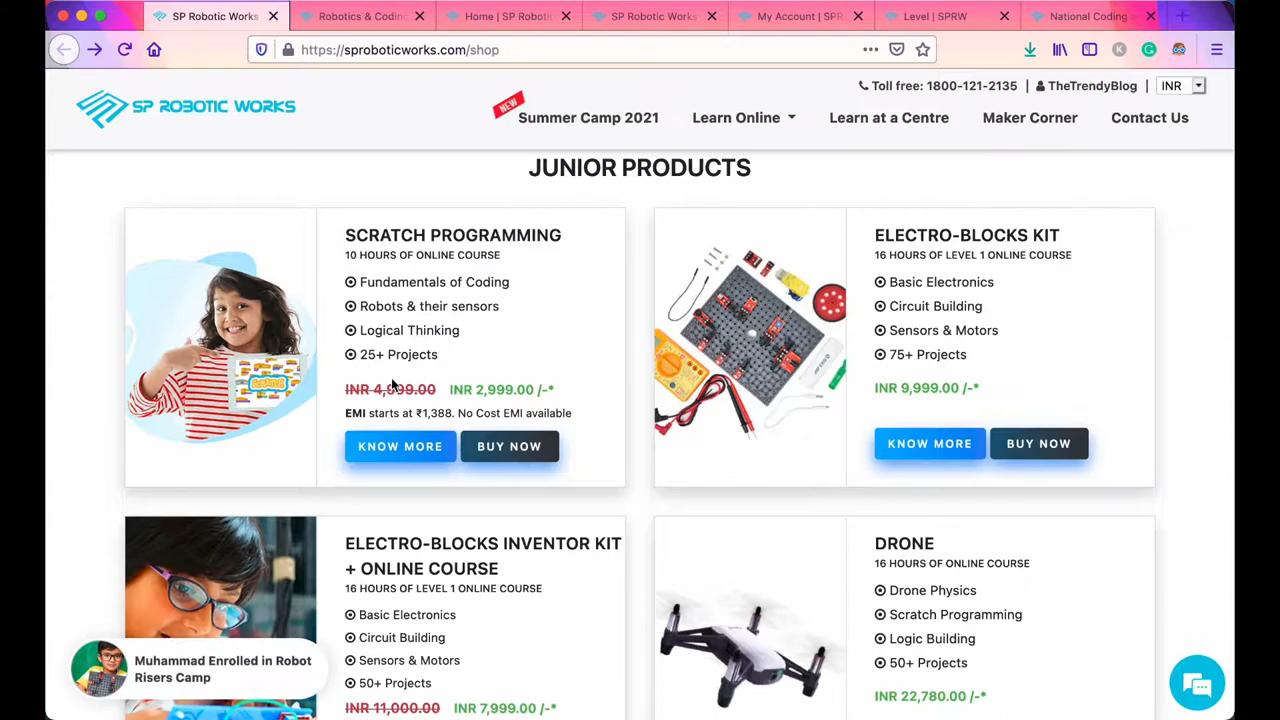 SP Robotic Works
Robotics & Codin
Home | SP Roboti
SP Robotic Works
My Account | SPR
Level | SPRW
National Coding
https://sproboticworks.com/shop
SP ROBOTIC WORKS
Toll free: 1800-121-2135 | TheTrendyBlog | INR
NEW
Summer Camp 2021
Learn Online
Learn at a Centre
Maker Corner
Contact Us
JUNIOR PRODUCTS
SCRATCH PROGRAMMING
10 HOURS OF ONLINE COURSE
Fundamentals of Coding
Robots & their sensors
Logical Thinking
25+ Projects
INR 4,999.00 INR 2,999.00 /-*
EMI starts at ₹1,388. No Cost EMI available
KNOW MORE BUY NOW
SCRATCH
ELECTRO-BLOCKS KIT
16 HOURS OF LEVEL 1 ONLINE COURSE
Basic Electronics
Circuit Building
Sensors & Motors
75+ Projects
INR 9,999.00 /-*
KNOW MORE BUY NOW
ELECTRO-BLOCKS INVENTOR KIT
+ ONLINE COURSE
16 HOURS OF LEVEL 1 ONLINE COURSE
Basic Electronics
Circuit Building
Sensors & Motors
50+ Projects
INR 11,000.00 INR 7,999.00 /-*
DRONE
16 HOURS OF ONLINE COURSE
Drone Physics
Scratch Programming
Logic Building
50+ Projects
INR 22,780.00 /-*
Muhammad Enrolled in Robot
Risers Camp